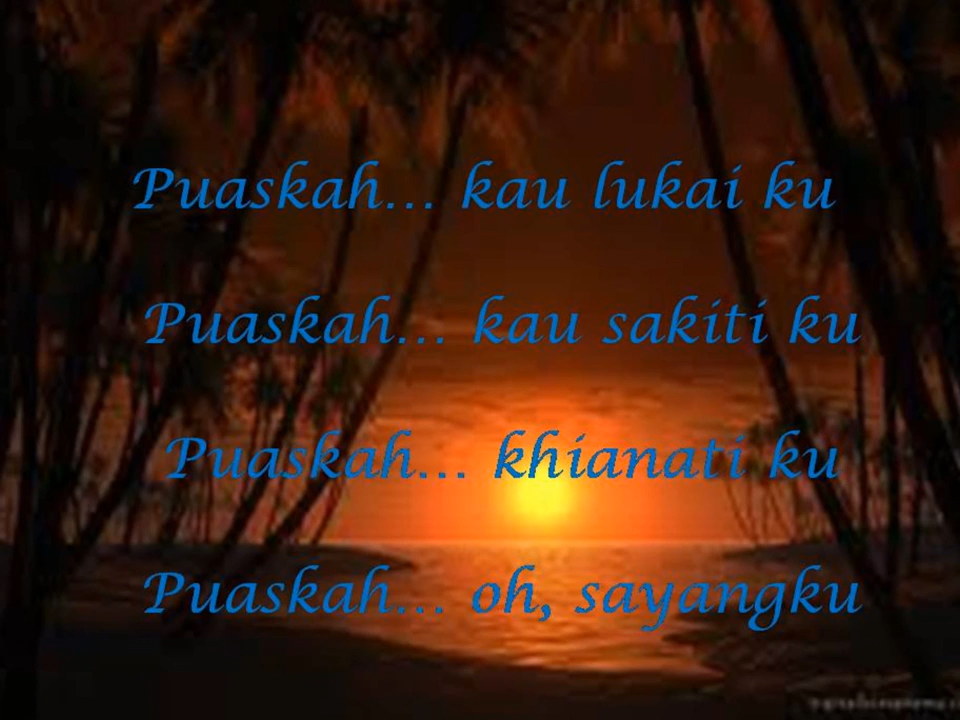 Puaskah... kau lukai ku
Puaskah... kau sakiti ku
Puaskah... khianati ku
Puaskah... oh, sayangku